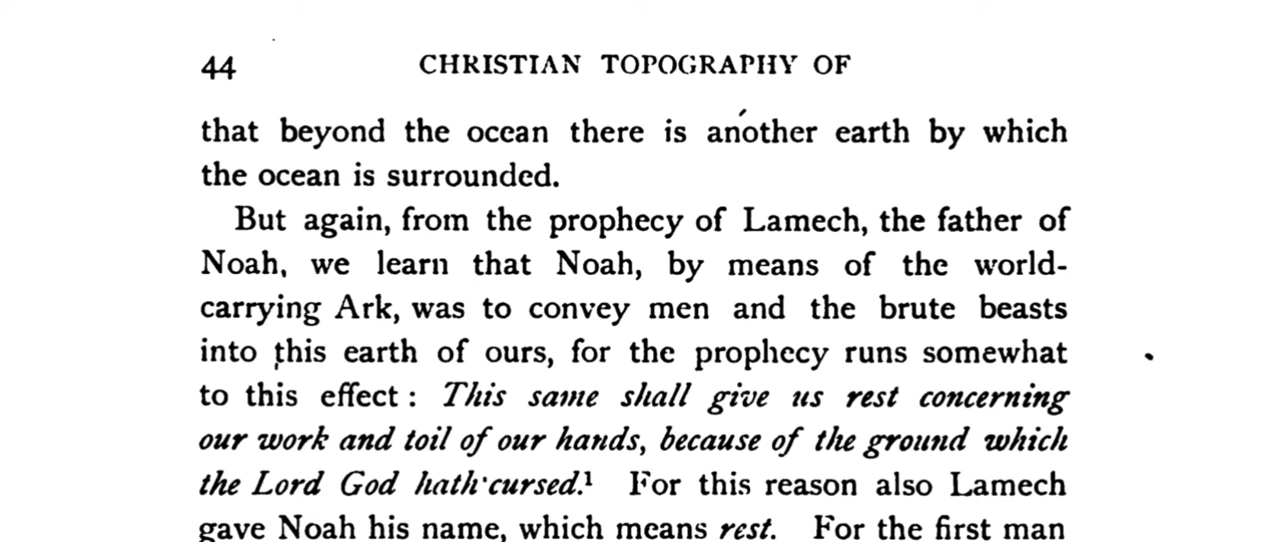 44 CHRISTIAN TOPOGRAPHY OF
that beyond the ocean there is another earth by which
the ocean is surrounded.
But again, from the prophecy of Lamech, the father of
Noah, we learn that Noah, by means of the world-
carrying Ark, was to convey men and the brute beasts
into this earth of ours, for the prophecy runs somewhat
to this effect : This same shall give us rest concerning
our work and toil of our hands, because of the ground which
the Lord God hath cursed.¹ For this reason also Lamech
gave Noah his name, which means rest. For the first man